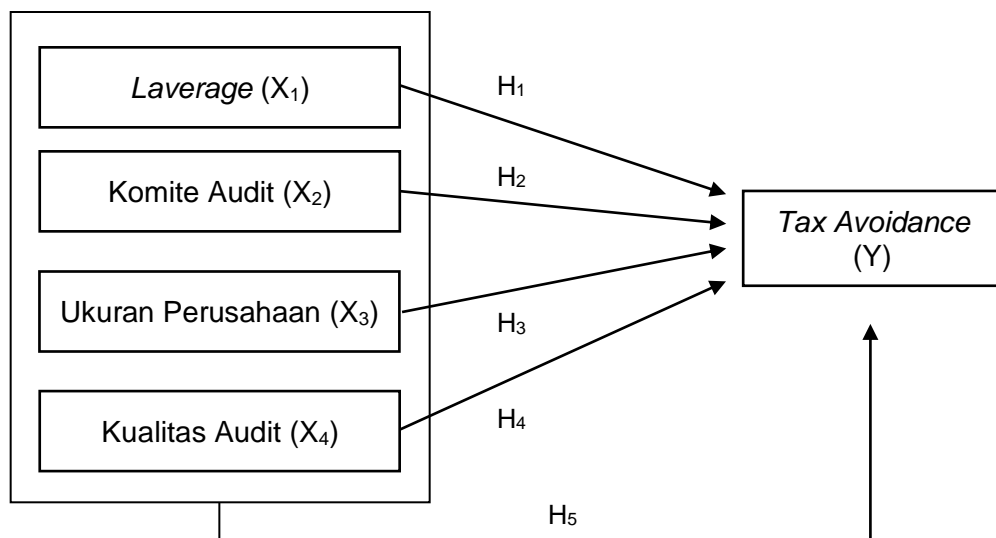 Laverage (X₁)
H₁
Komite Audit (X₂)
H₂
Tax Avoidance
(Y)
Ukuran Perusahaan (X₃)
H₃
Kualitas Audit (X₄)
H₄
H₅